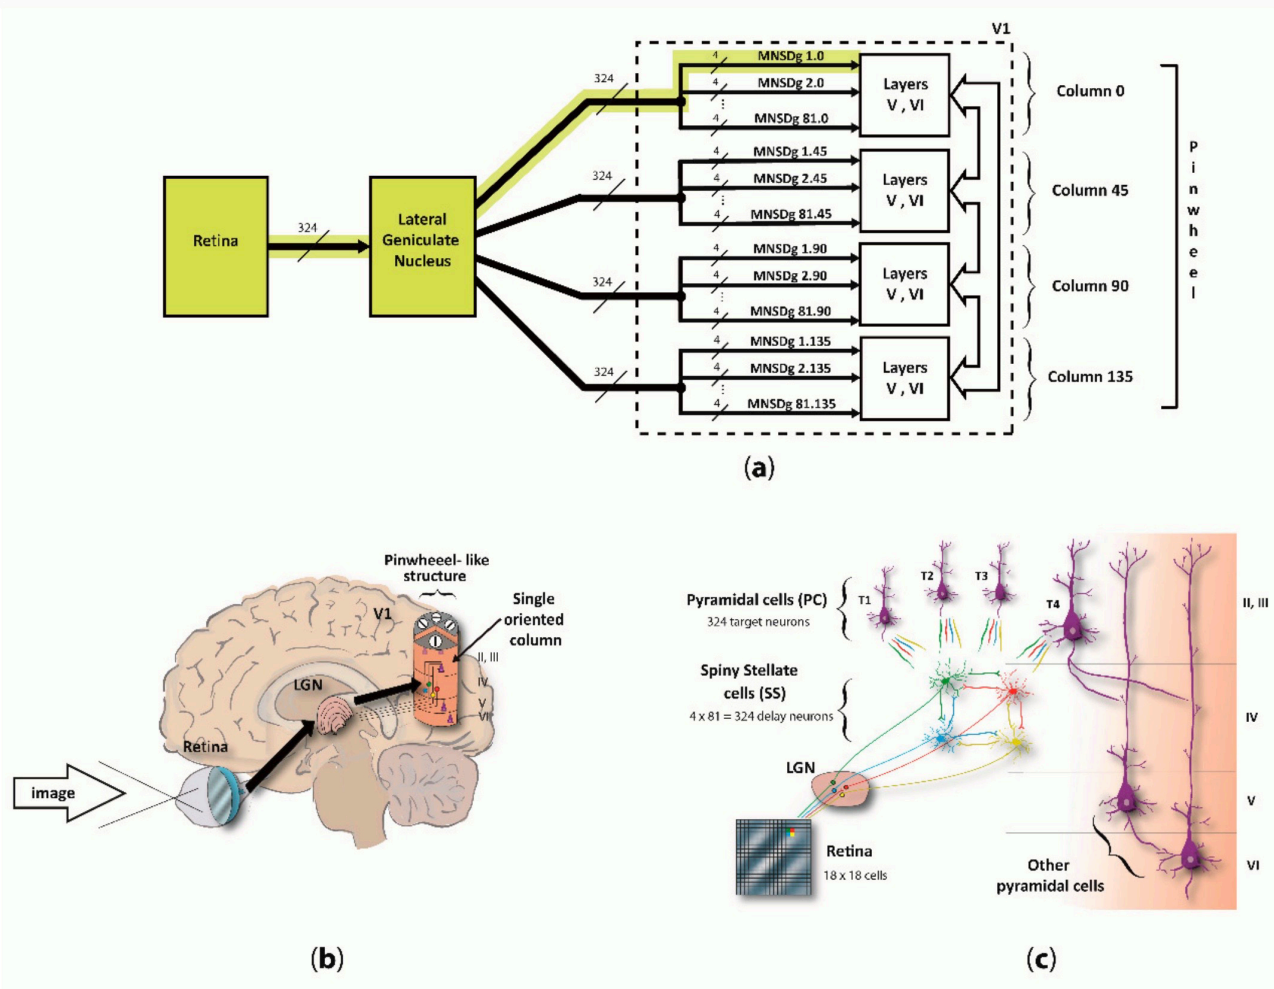 V1
324
4
MNSDg 1.0
4
MNSDg 2.0
4
MNSDg 81.0
Layers
V , VI
Column 0
324
4
MNSDg 1.45
4
MNSDg 2.45
4
MNSDg 81.45
Layers
V , VI
Column 45
Retina
324
Lateral
Geniculate
Nucleus
324
4
MNSDg 1.90
4
MNSDg 2.90
4
MNSDg 81.90
Layers
V , VI
Column 90
324
4
MNSDg 1.135
4
MNSDg 2.135
4
MNSDg 81.135
Layers
V , VI
Column 135
Pinwheel
(a)
Pinwheeel- like
structure
V1
Single
oriented
column
II, III
IV
V
VI
LGN
Retina
image
(b)
Pyramidal cells (PC)
324 target neurons
T1
T2
T3
T4
II, III
Spiny Stellate
cells (SS)
4 x 81 = 324 delay neurons
IV
LGN
V
Retina
18 x 18 cells
Other
pyramidal cells
VI
(c)